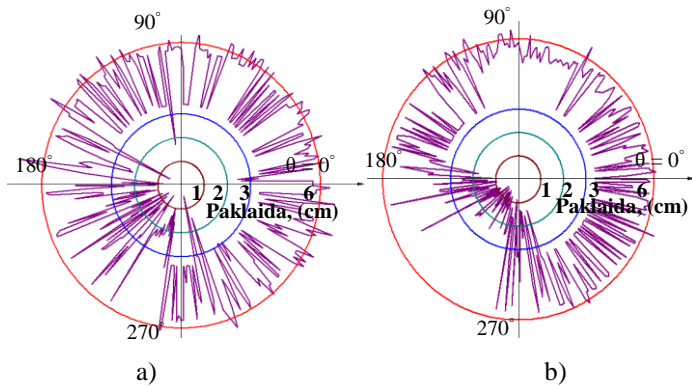 90°
90°
180°
θ = 0°
180°
θ = 0°
1 2 3 6
1 2 3 6
Paklaida, (cm)
Paklaida, (cm)
270°
270°
a)
b)